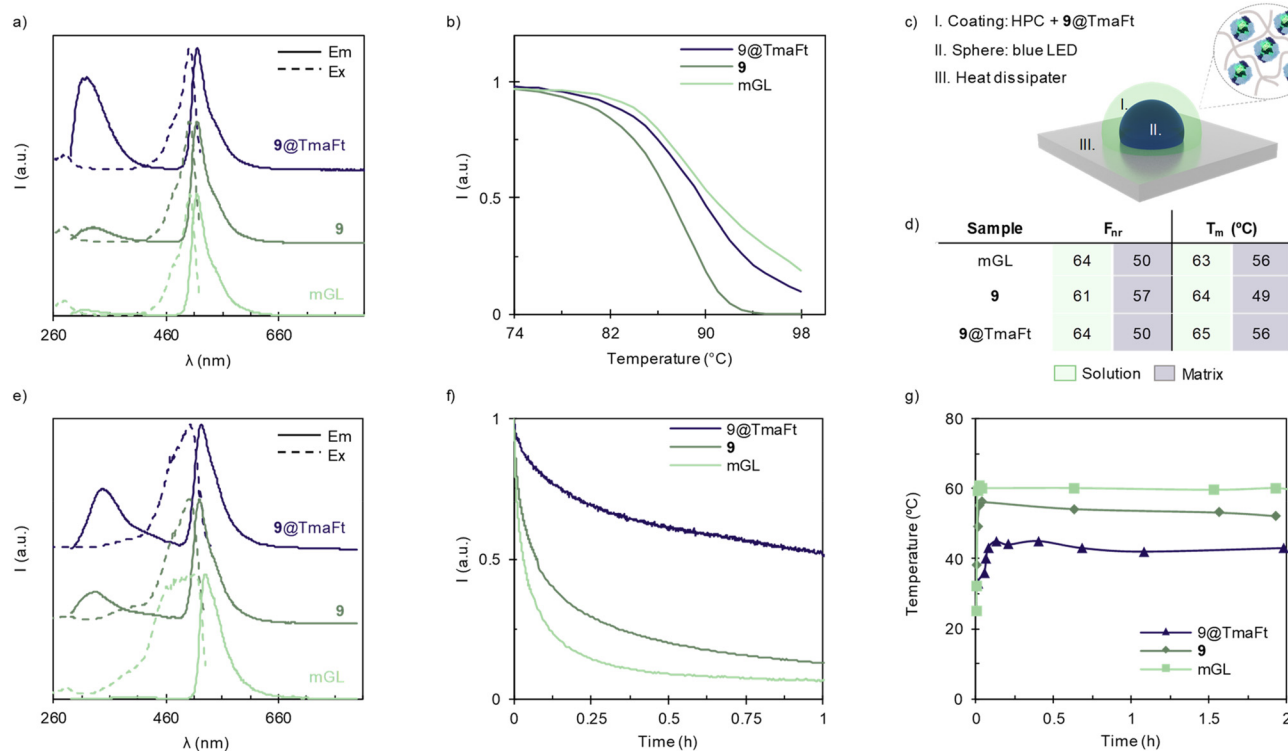 a)
Em
Ex
9@TmaFt
9
mGL
I (a.u.)
260
460
660
λ (nm)
b)
9@TmaFt
9
mGL
1
0.5
0
I (a.u.)
74
82
90
98
Temperature (°C)
c)
I. Coating: HPC + 9@TmaFt
II. Sphere: blue LED
III. Heat dissipater
I.
II.
III.
d)
Sample Fnr Tm (ºC)
mGL 64 50 63 56
9 61 57 64 49
9@TmaFt 64 50 65 56
Solution Matrix
e)
Em
Ex
9@TmaFt
9
mGL
I (a.u.)
260
460
660
λ (nm)
f)
9@TmaFt
9
mGL
1
0.5
0
I (a.u.)
0
0.25
0.5
0.75
1
Time (h)
g)
80
60
40
20
0
Temperature (ºC)
9@TmaFt
9
mGL
0
0.5
1
1.5
2
Time (h)